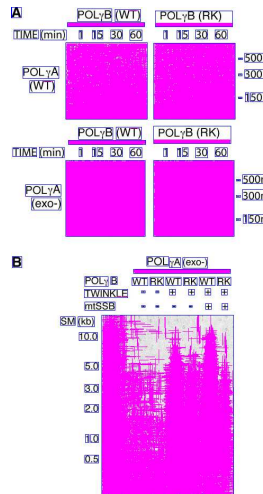 A
POLγB (WT) POLγB (RK)
TIME (min) 1 15 30 60 1 15 30 60
POLγA (WT)
500
300
150
POLγB (WT) POLγB (RK)
TIME (min) 1 15 30 60 1 15 30 60
POLγA (exo-)
500n
300n
150
B
POLγA (exo-)
POLγB WT RK WT RK WT RK
TWINKLE - - + + + +
mtSSB - - - - + +
SM (kb)
10.0
5.0
3.0
2.0
1.0
0.5